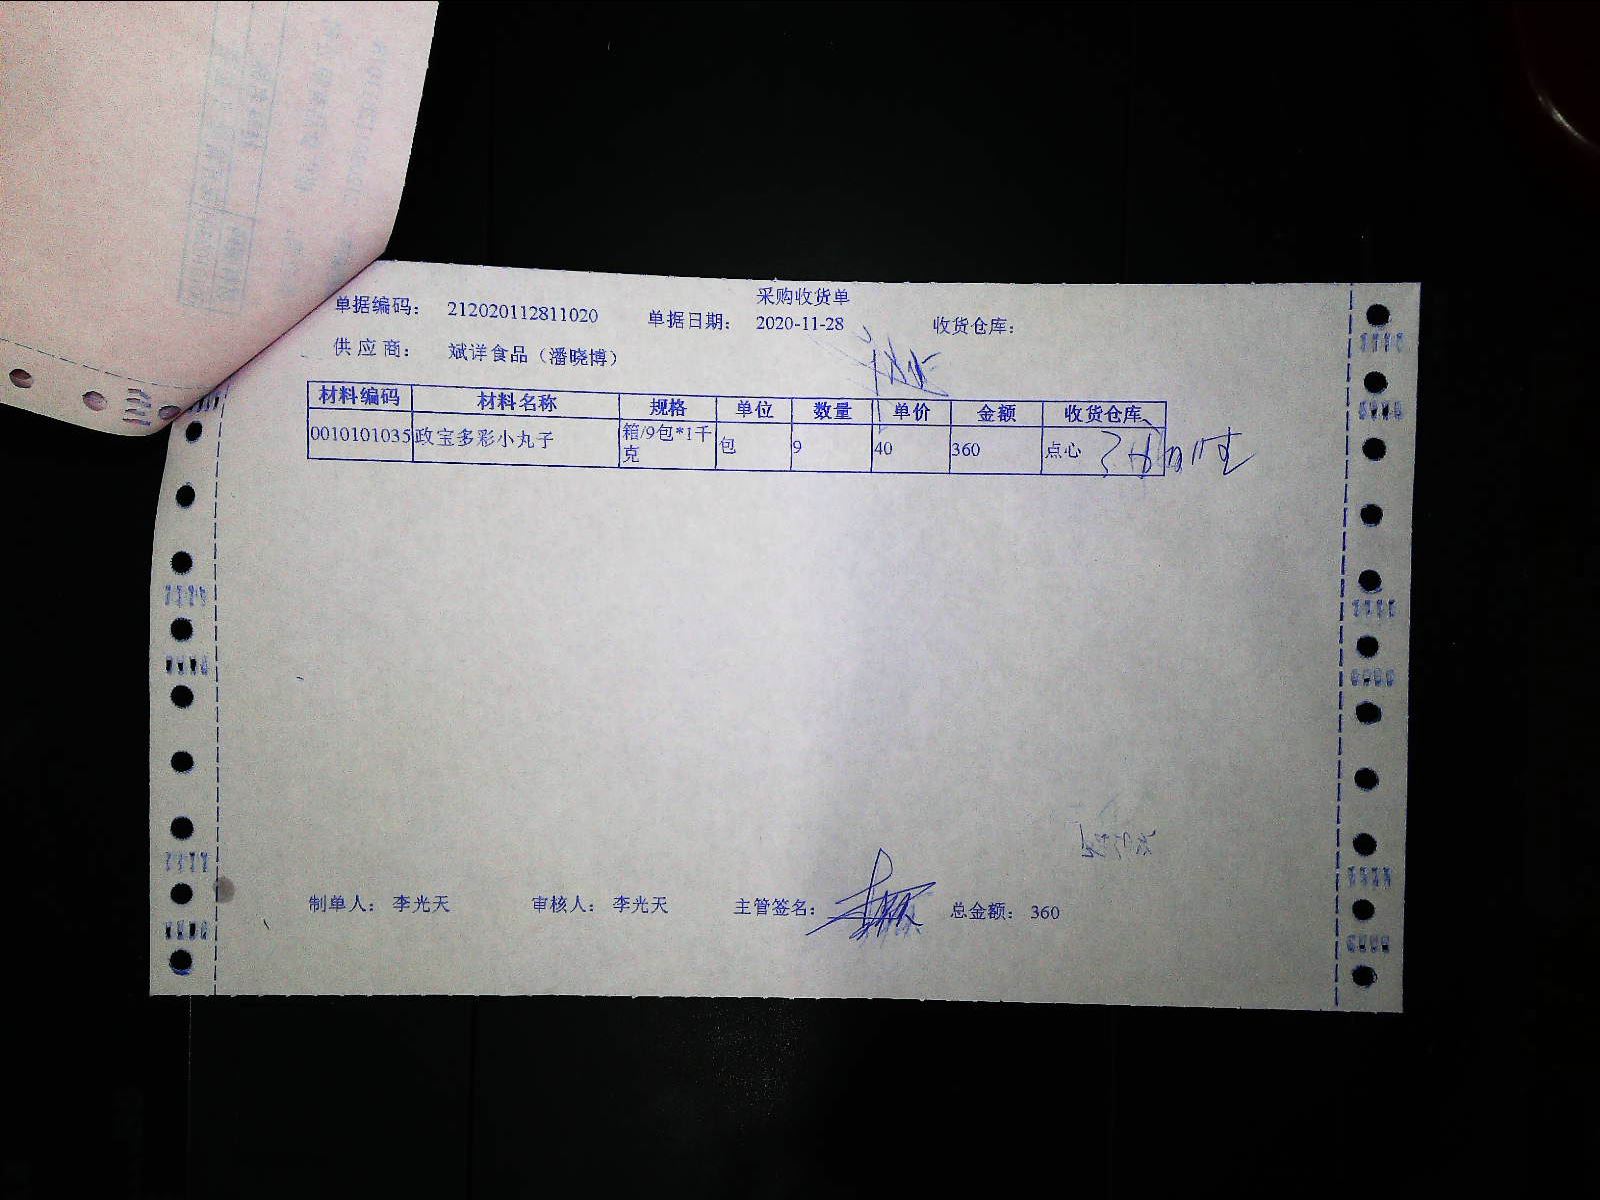 采购收货单
单据编码： 212020112811020 单据日期： 2020-11-28 收货仓库：
供 应 商： 斌详食品（潘晓博）
材料编码 材料名称 规格 单位 数量 单价 金额 收货仓库
0010101035 政宝多彩小丸子 箱/9包*1千克 包 9 40 360 点心
制单人： 李光天 审核人： 李光天 主管签名： 总金额： 360